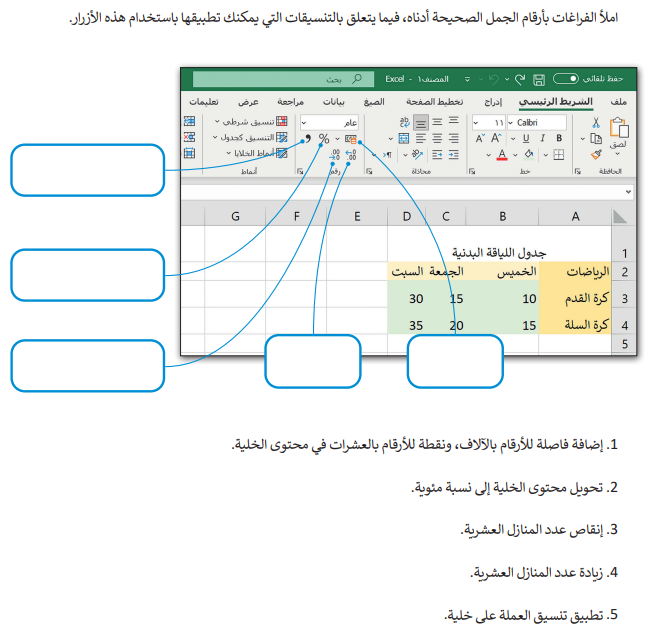 املأ الفراغات بأرقام الجمل الصحيحة أدناه، فيما يتعلق بالتنسيقات التي يمكنك تطبيقها باستخدام هذه الأزرار.
حفظ تلقائي
المصنف١ - Excel
بحث
ملف الشريط الرئيسي إدراج تخطيط الصفحة الصيغ بيانات مراجعة عرض تعليمات
لصق
Calibri ١١
B I U
A A
A
ab
عام
% ,
.00 .0
تنسيق شرطي
التنسيق كجدول
أنماط الخلايا
الحافظة خط محاذاة رقم أنماط
A B C D E F G
1 جدول اللياقة البدنية
2 الرياضات الخميس الجمعة السبت
3 كرة القدم 10 15 30
4 كرة السلة 15 20 35
5
1. إضافة فاصلة للأرقام بالآلاف، ونقطة للأرقام بالعشرات في محتوى الخلية.
2. تحويل محتوى الخلية إلى نسبة مئوية.
3. إنقاص عدد المنازل العشرية.
4. زيادة عدد المنازل العشرية.
5. تطبيق تنسيق العملة على خلية.